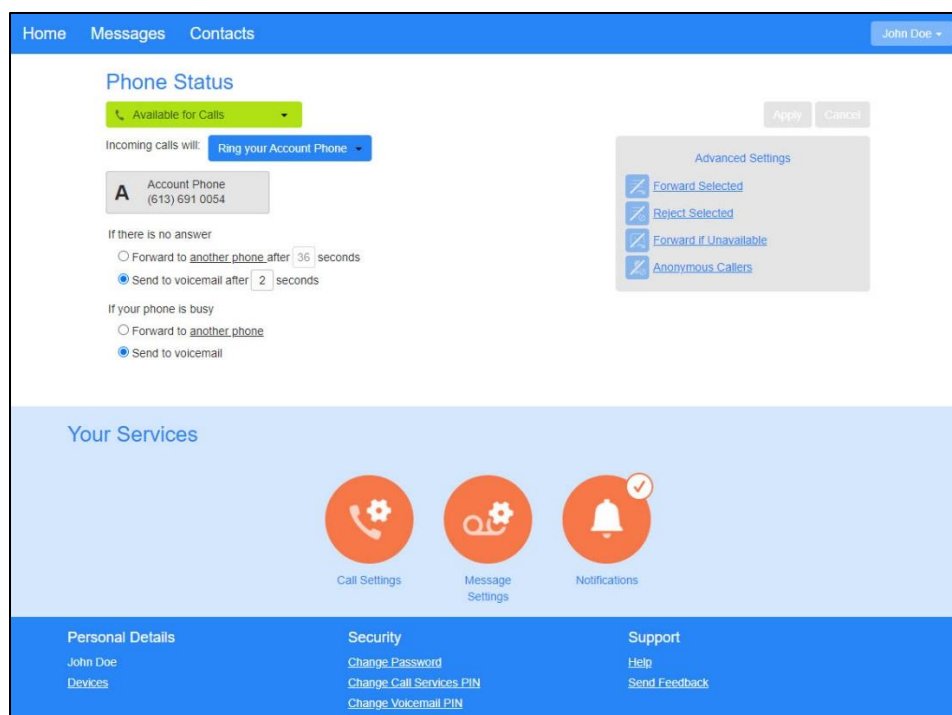 Home Messages Contacts John Doe
Phone Status
Available for Calls
Apply Cancel
Incoming calls will: Ring your Account Phone
A
Account Phone
(613) 691 0054
If there is no answer
Forward to another phone after 36 seconds
Send to voicemail after 2 seconds
If your phone is busy
Forward to another phone
Send to voicemail
Advanced Settings
Forward Selected
Reject Selected
Forward if Unavailable
Anonymous Callers
Your Services
Call Settings
Message
Settings
Notifications
Personal Details
John Doe
Devices
Security
Change Password
Change Call Services PIN
Change Voicemail PIN
Support
Help
Send Feedback